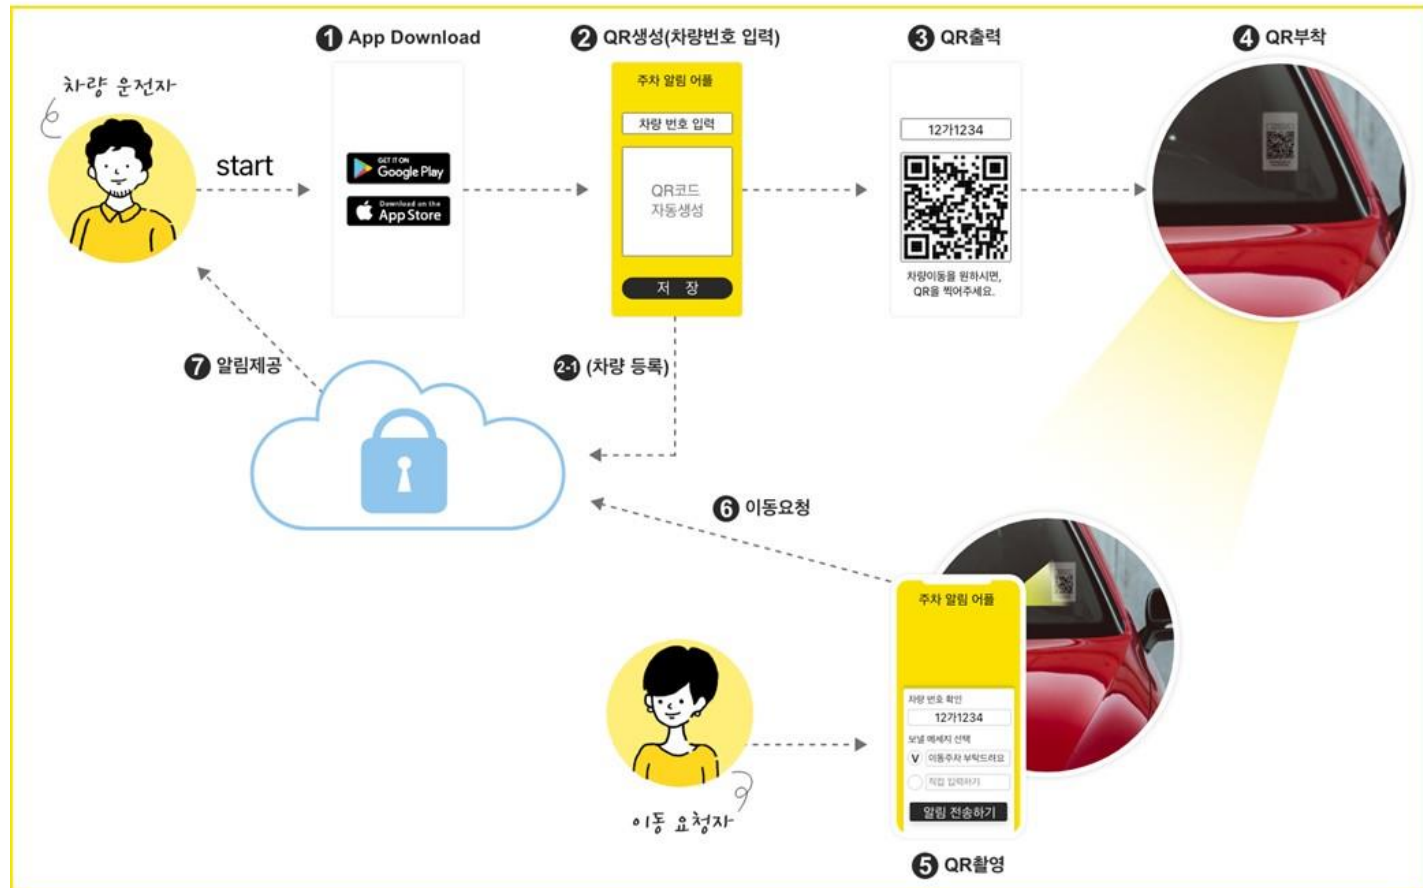 ❶ App Download
❷ QR생성(차량번호 입력)
❸ QR출력
❹ QR부착
차량 운전자
start
GET IT ON
Google Play
Download on the
App Store
주차 알림 어플
차량 번호 입력
QR코드
자동생성
저 장
12가1234
차량이동을 원하시면,
QR을 찍어주세요.
❼ 알림제공
2-1 (차량 등록)
❻ 이동요청
이동 요청자
주차 알림 어플
차량 번호 확인
12가1234
보낼 메세지 선택
V 이동주차 부탁드려요
직접 입력하기
알림 전송하기
❺ QR촬영